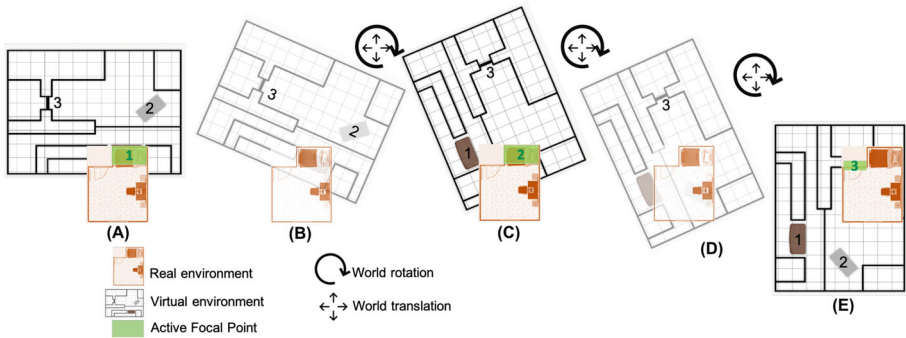 3
2
1
(A)
3
2
(B)
3
1
2
(C)
3
(D)
3
1
2
(E)
Real environment
Virtual environment
Active Focal Point
World rotation
World translation